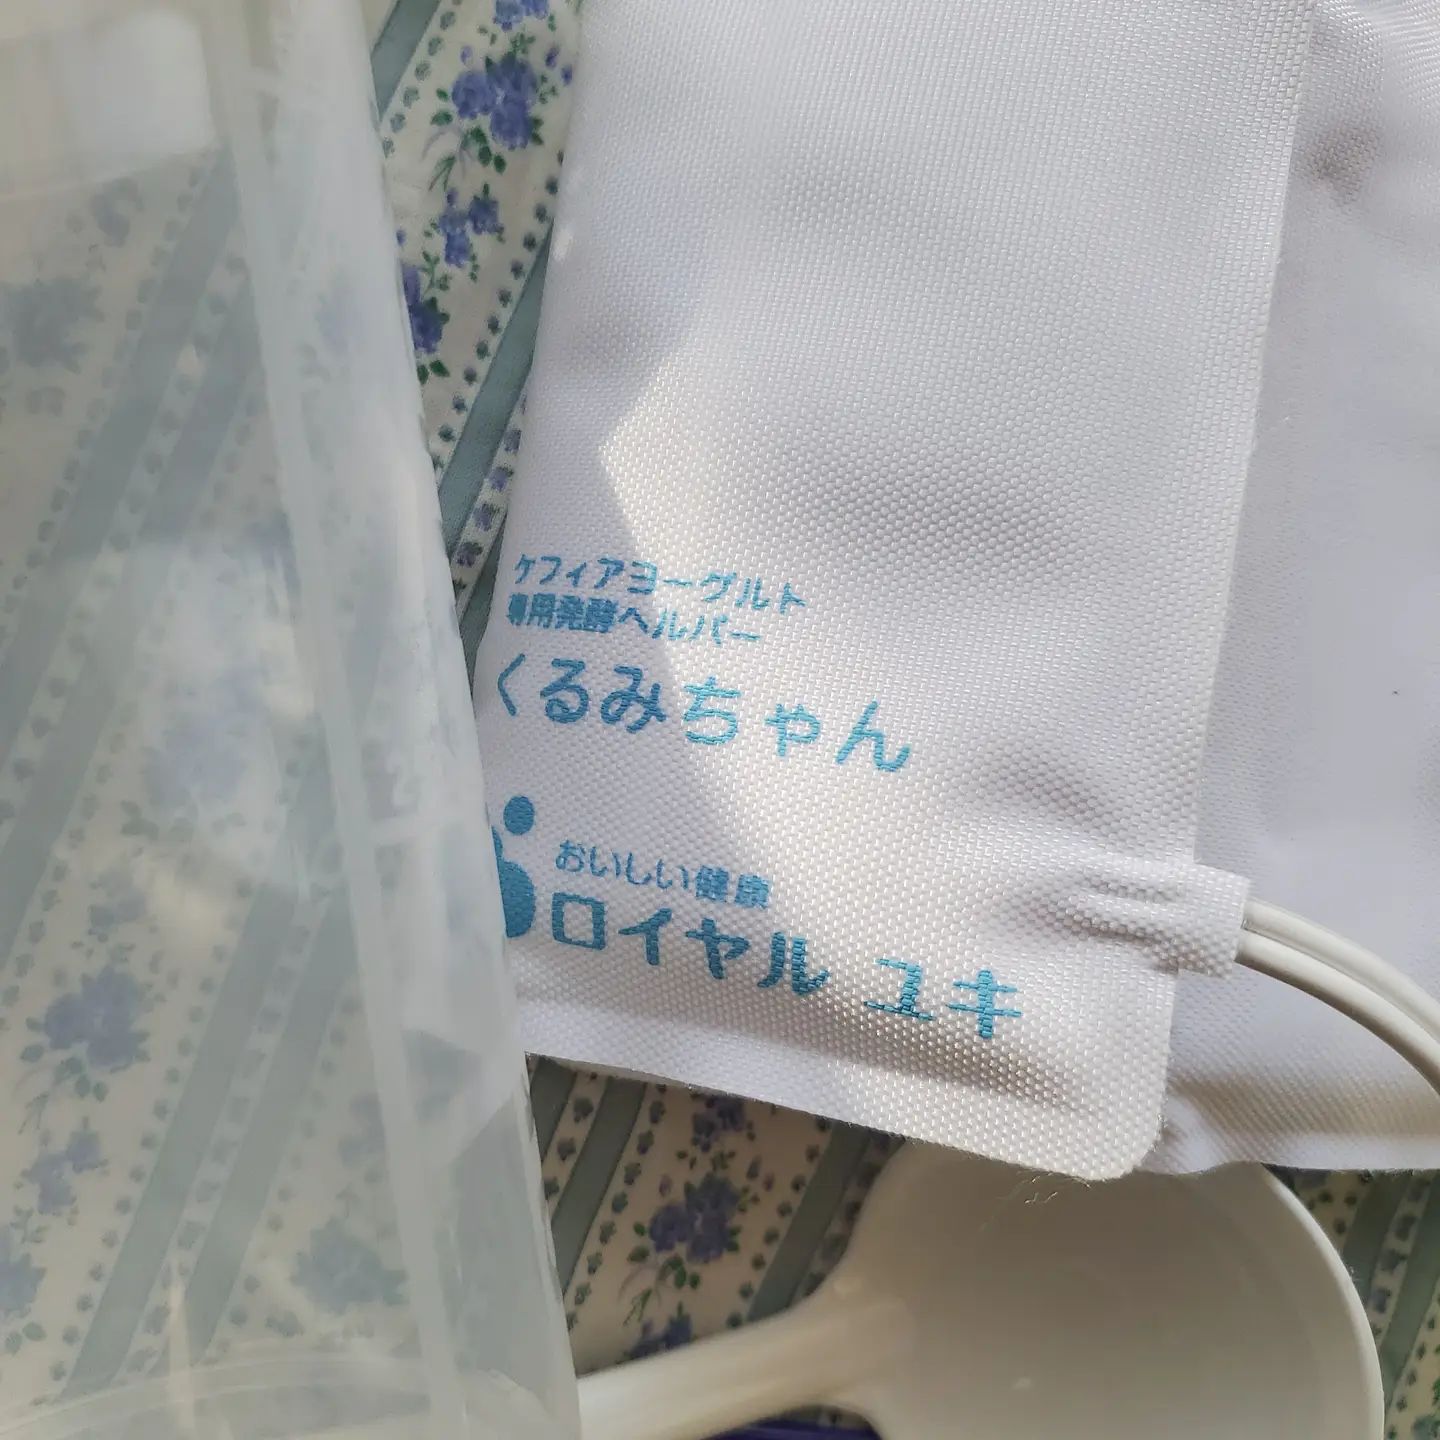 ケフィアヨーグルト
専用発酵ヘルパー
くるみちゃん
おいしい健康
ロイヤルユキ